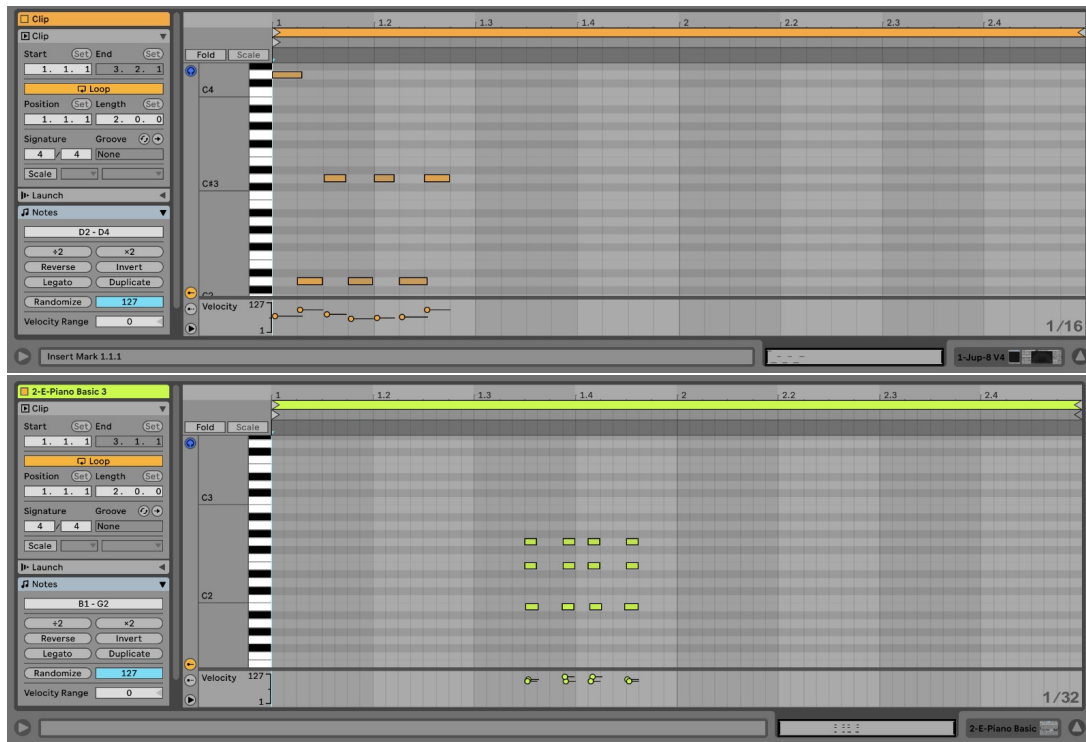 Clip
1 1.2 1.3 1.4 2 2.2 2.3 2.4
Clip
Start Set End Set
1. 1. 1 3. 2. 1
Fold Scale
Loop
C4
Position Set Length Set
1. 1. 1 2. 0. 0
Signature Groove
4 / 4 None
Scale
C#3
Launch
Notes
D2 - D4
÷2 ×2
Reverse Invert
Legato Duplicate
C2
Randomize 127
Velocity 127
1
Velocity Range 0
1/16
Insert Mark 1.1.1
1-Jup-8 V4
2-E-Piano Basic 3
1 1.2 1.3 1.4 2 2.2 2.3 2.4
Clip
Start Set End Set
1. 1. 1 3. 1. 1
Fold Scale
Loop
Position Set Length Set
1. 1. 1 2. 0. 0
C3
Signature Groove
4 / 4 None
Scale
Launch
Notes
B1 - G2
C2
÷2 ×2
Reverse Invert
Legato Duplicate
Randomize 127
Velocity 127
1
Velocity Range 0
1/32
2-E-Piano Basic